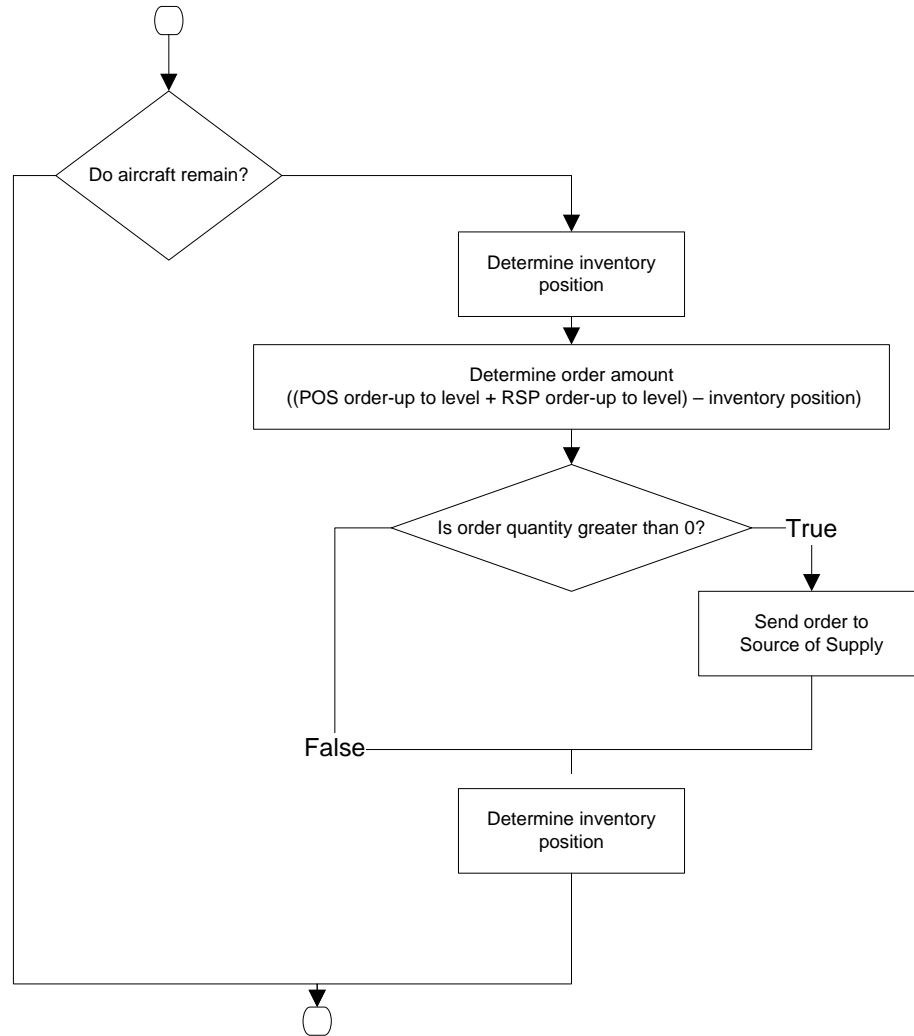 Do aircraft remain?
Determine inventory
position
Determine order amount
((POS order-up to level + RSP order-up to level) – inventory position)
Is order quantity greater than 0?
True
Send order to
Source of Supply
False
Determine inventory
position